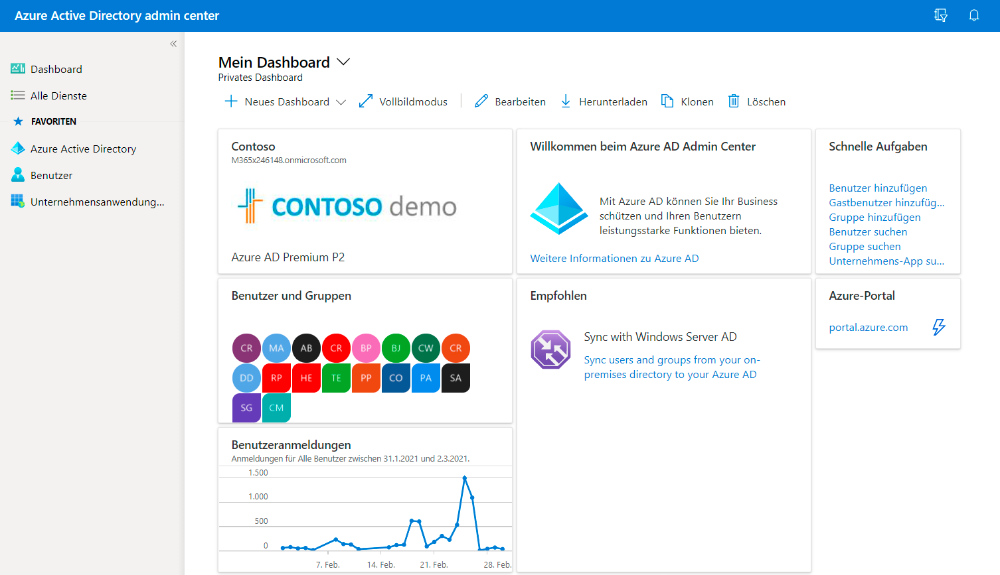 Azure Active Directory admin center
Dashboard
Alle Dienste
FAVORITEN
Azure Active Directory
Benutzer
Unternehmensanwendung...
Mein Dashboard
Privates Dashboard
Neues Dashboard
Vollbildmodus
Bearbeiten
Herunterladen
Klonen
Löschen
Contoso
M365x246148.onmicrosoft.com
CONTOSO demo
Azure AD Premium P2
Willkommen beim Azure AD Admin Center
Mit Azure AD können Sie Ihr Business
schützen und Ihren Benutzern
leistungsstarke Funktionen bieten.
Weitere Informationen zu Azure AD
Schnelle Aufgaben
Benutzer hinzufügen
Gastbenutzer hinzufüg...
Gruppe hinzufügen
Benutzer suchen
Gruppe suchen
Unternehmens-App su...
Benutzer und Gruppen
CR MA AB CR BP BJ CW CR
DD RP HE TE PP CO PA SA
SG CM
Empfohlen
Sync with Windows Server AD
Sync users and groups from your on-
premises directory to your Azure AD
Azure-Portal
portal.azure.com
Benutzeranmeldungen
Anmeldungen für Alle Benutzer zwischen 31.1.2021 und 2.3.2021.
1.500
1.000
500
0
7. Feb. 14. Feb. 21. Feb. 28. Feb.